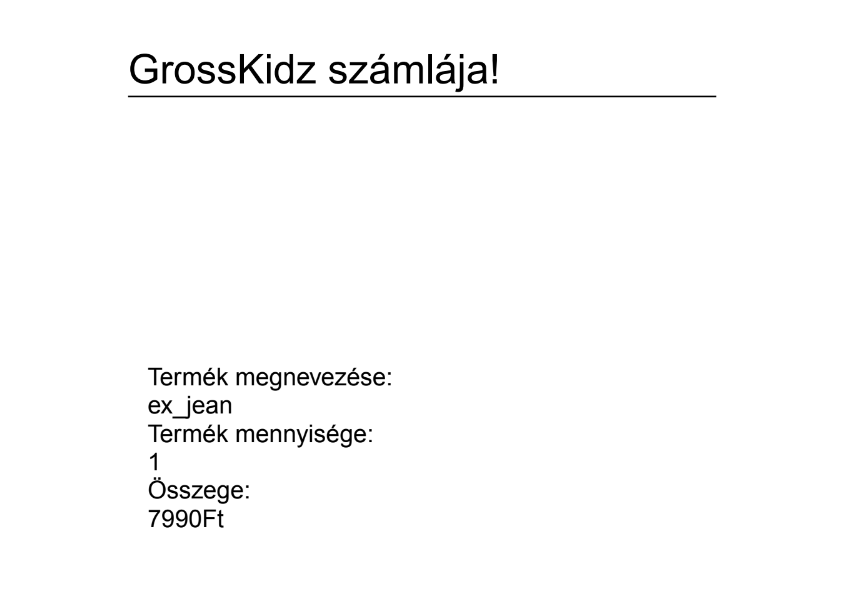 GrossKidz számlája!
Termék megnevezése:
ex_jean
Termék mennyisége:
1
Összege:
7990Ft